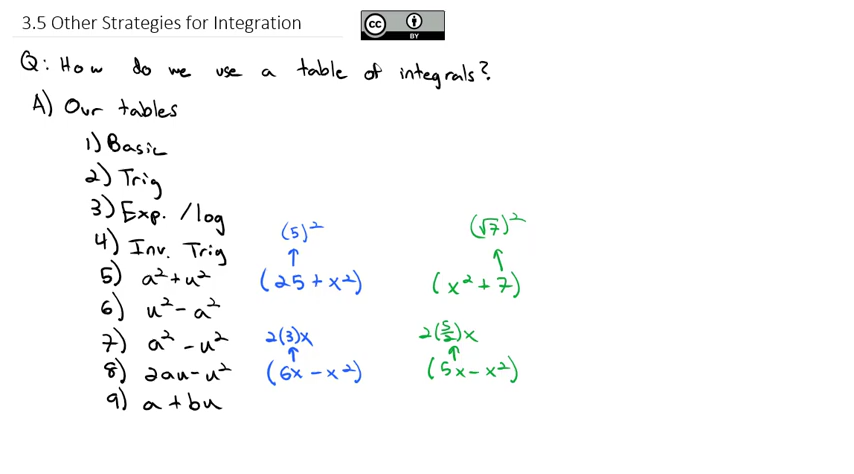 3.5 Other Strategies for Integration
cc BY
Q: How do we use a table of integrals?
A) Our tables
1) Basic
2) Trig
3) Exp. / log
(5)² (√7)²
4) Inv. Trig
↑ ↑
5) a² + u² (25 + x²) (x² + 7)
6) u² - a²
2(3)x 2(5/2)x
7) a² - u² ↑ ↑
8) 2au - u² (6x - x²) (5x - x²)
9) a + bu